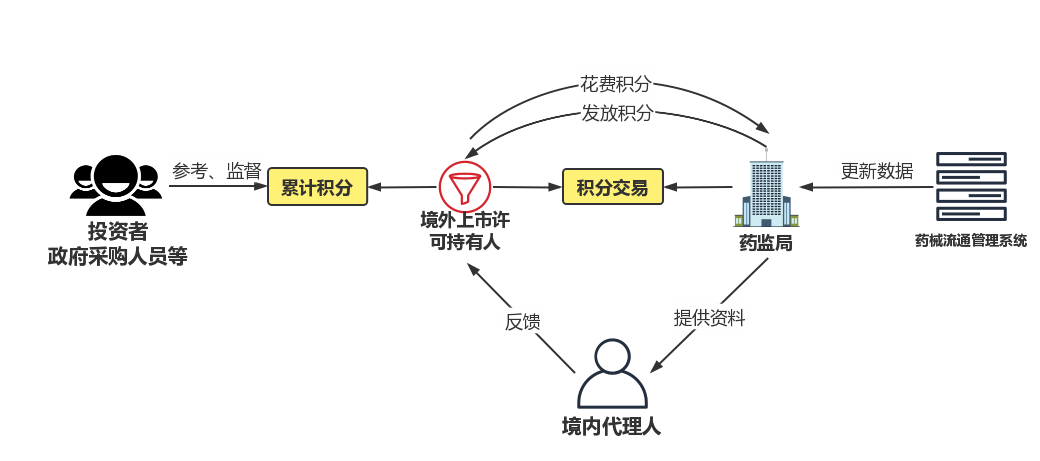 花费积分
发放积分
参考、监督
更新数据
累计积分
积分交易
境外上市许
可持有人
投资者
政府采购人员等
药监局
药械流通管理系统
反馈
提供资料
境内代理人